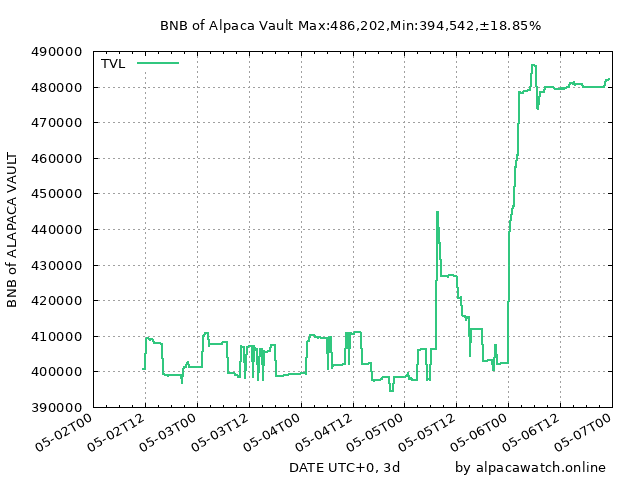 BNB of Alpaca Vault Max:486,202,Min:394,542,±18.85%
TVL
490000
480000
470000
460000
450000
440000
430000
420000
410000
400000
390000
BNB of ALAPACA VAULT
05-02T00
05-02T12
05-03T00
05-03T12
05-04T00
05-04T12
05-05T00
05-05T12
05-06T00
05-06T12
05-07T00
DATE UTC+0, 3d
by alpacawatch.online